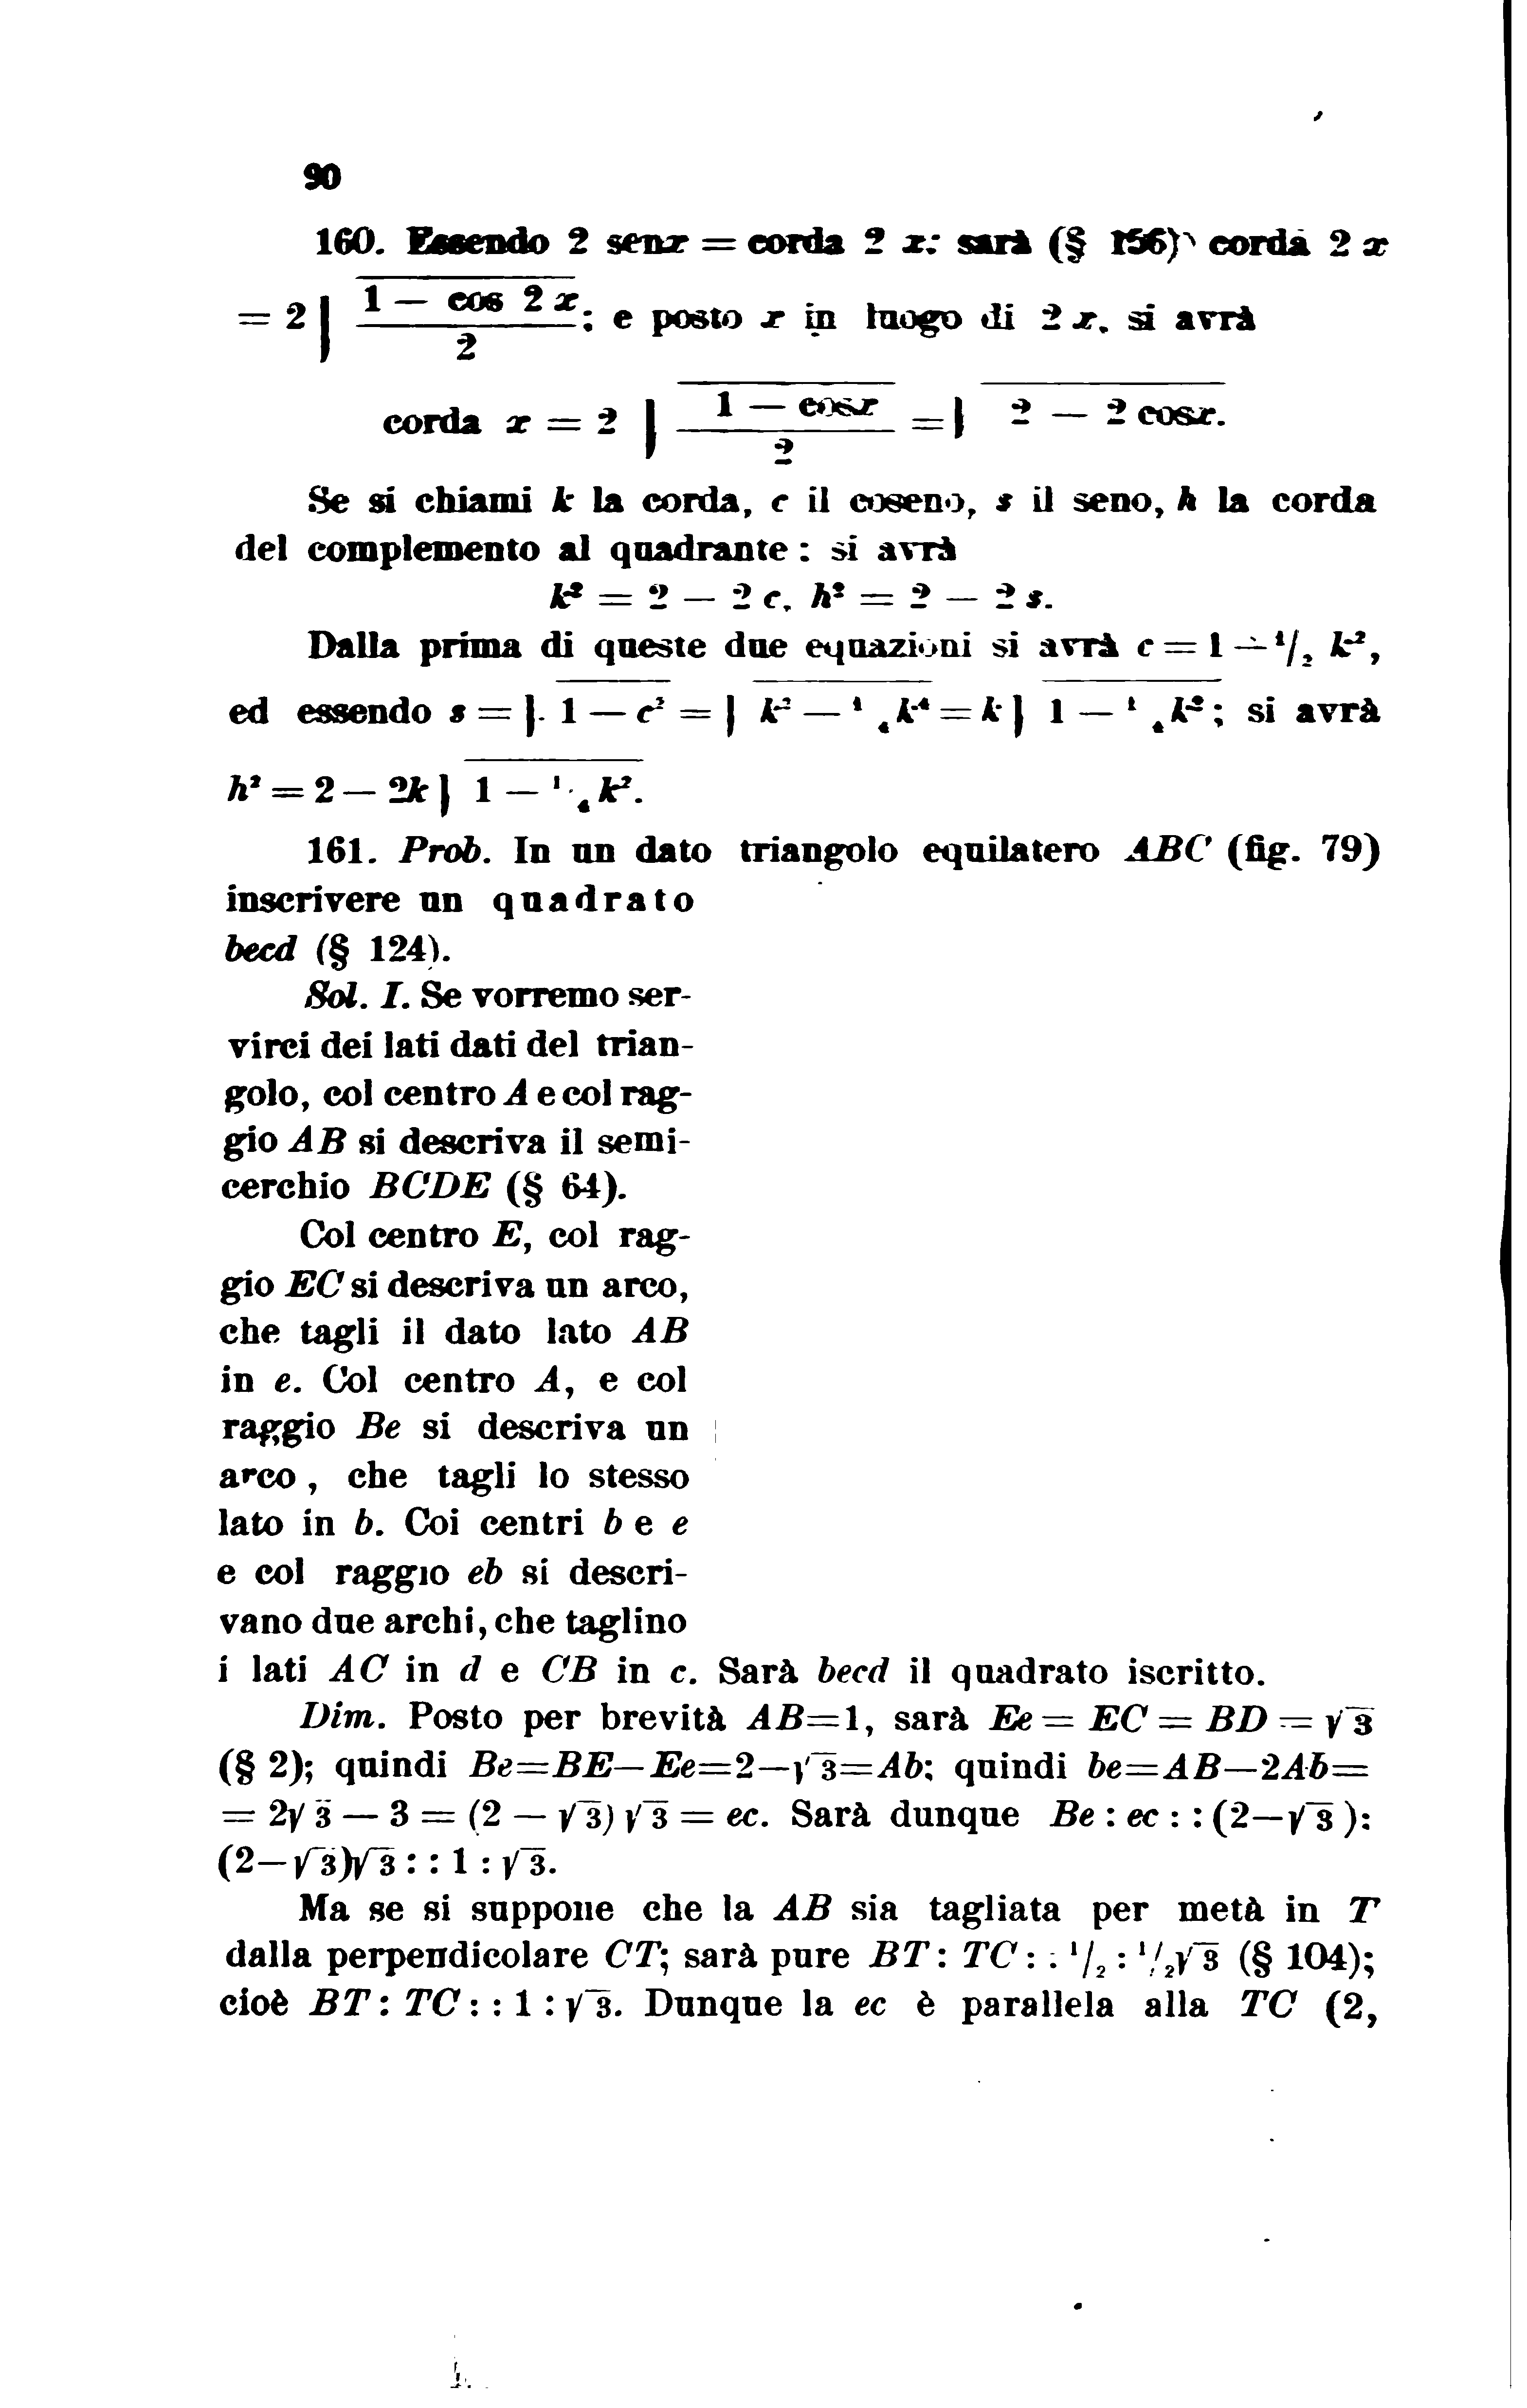 90
160. Essendo 2 senx = corda 2 x: sarà (§ 156) corda 2 x
= 2 √ (1 — cos 2 x)/2; e posto x in luogo di 2 x, si avrà
corda x = 2 √ (1 — cosx)/2 = √ 2 — 2 cosx.
Se si chiami k la corda, c il coseno, s il seno, h la corda
del complemento al quadrante : si avrà
k² = 2 — 2 c, h² = 2 — 2 s.
Dalla prima di queste due equazioni si avrà c = 1 — ¹/₂ k²,
ed essendo s = √ 1 — c² = √ k² — ¹/₄ k⁴ = k √ 1 — ¹/₄ k² ; si avrà
h² = 2 — 2k √ 1 — ¹/₄ k².
161. Prob. In un dato triangolo equilatero ABC (fig. 79)
inscrivere un quadrato
becd (§ 124).
Sol. I. Se vorremo ser-
virci dei lati dati del trian-
golo, col centro A e col rag-
gio AB si descriva il semi-
cerchio BCDE (§ 64).
Col centro E, col rag-
gio EC si descriva un arco,
che tagli il dato lato AB
in e. Col centro A, e col
raggio Be si descriva un
arco , che tagli lo stesso
lato in b. Coi centri b e e
e col raggio eb si descri-
vano due archi, che taglino
i lati AC in d e CB in c. Sarà becd il quadrato iscritto.
Dim. Posto per brevità AB=1, sarà Ee = EC = BD = √3
(§ 2); quindi Be=BE—Ee=2—√3=Ab; quindi be=AB—2Ab=
= 2√3 — 3 = (2 — √3) √3 = ec. Sarà dunque Be : ec : : (2—√3 ):
(2—√3)√3 : : 1 : √3.
Ma se si suppone che la AB sia tagliata per metà in T
dalla perpendicolare CT; sarà pure BT : TC : : ¹/₂ : ¹/₂√3 (§ 104);
cioè BT : TC : : 1 : √3. Dunque la ec è parallela alla TC (2,